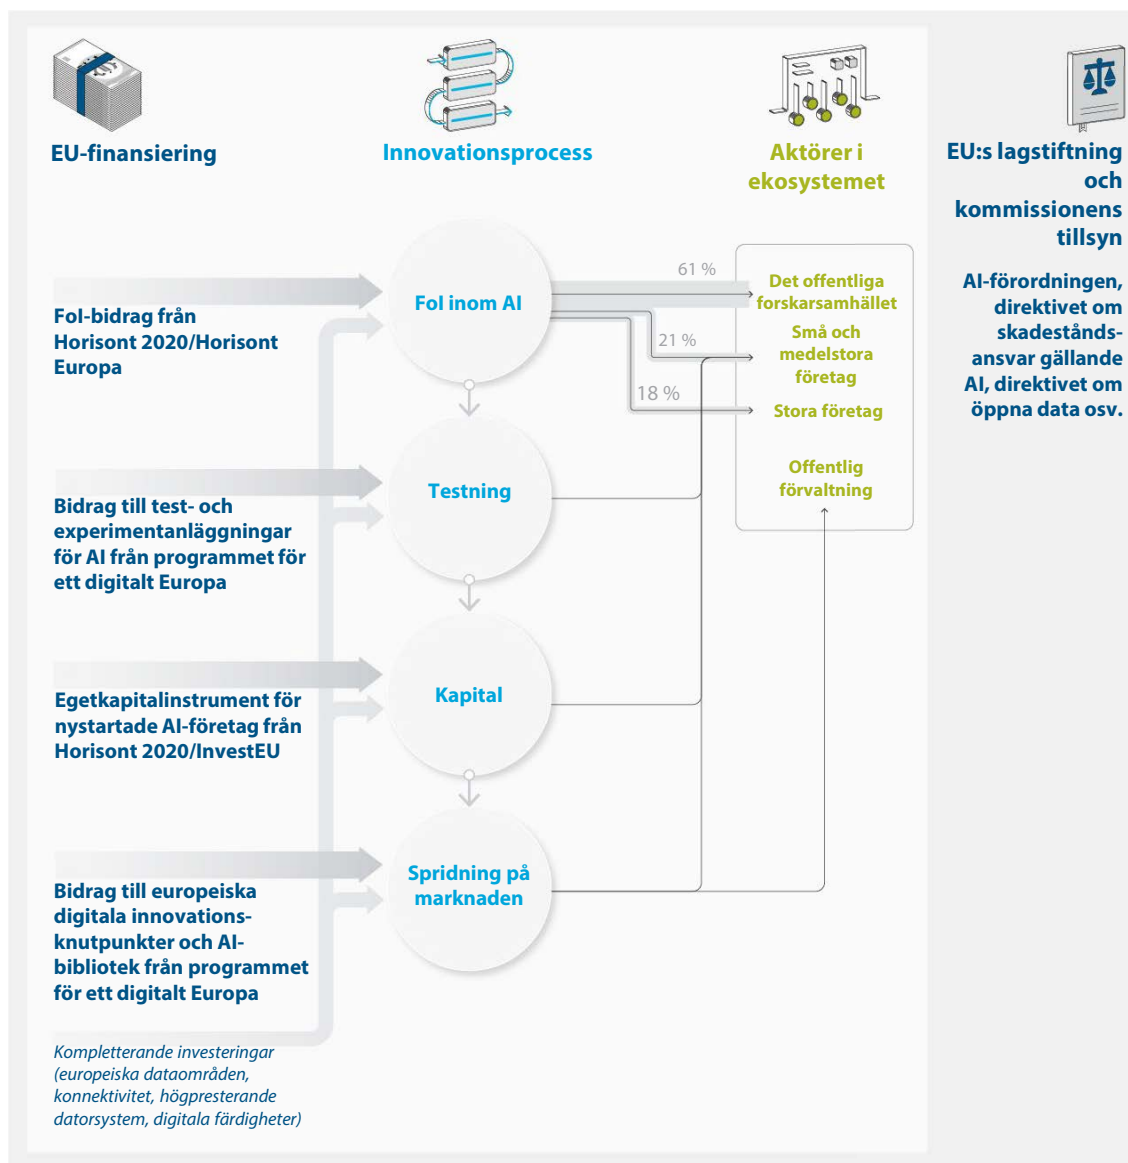 EU-finansiering
Innovationsprocess
Aktörer i
ekosystemet
EU:s lagstiftning
och
kommissionens
tillsyn
AI-förordningen,
direktivet om
skadestånds-
ansvar gällande
AI, direktivet om
öppna data osv.
FoI-bidrag från
Horisont 2020/Horisont
Europa
FoI inom AI
61 %
21 %
18 %
Det offentliga
forskarsamhället
Små och
medelstora
företag
Stora företag
Offentlig
förvaltning
Bidrag till test- och
experimentanläggningar
för AI från programmet för
ett digitalt Europa
Testning
Egetkapitalinstrument för
nystartade AI-företag från
Horisont 2020/InvestEU
Kapital
Bidrag till europeiska
digitala innovations-
knutpunkter och AI-
bibliotek från programmet
för ett digitalt Europa
Spridning på
marknaden
Kompletterande investeringar
(europeiska dataområden,
konnektivitet, högpresterande
datorsystem, digitala färdigheter)